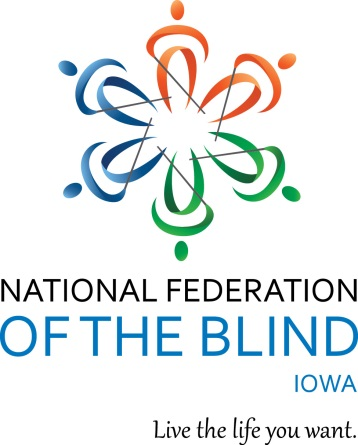 NATIONAL FEDERATION
OF THE BLIND
IOWA
Live the life you want.